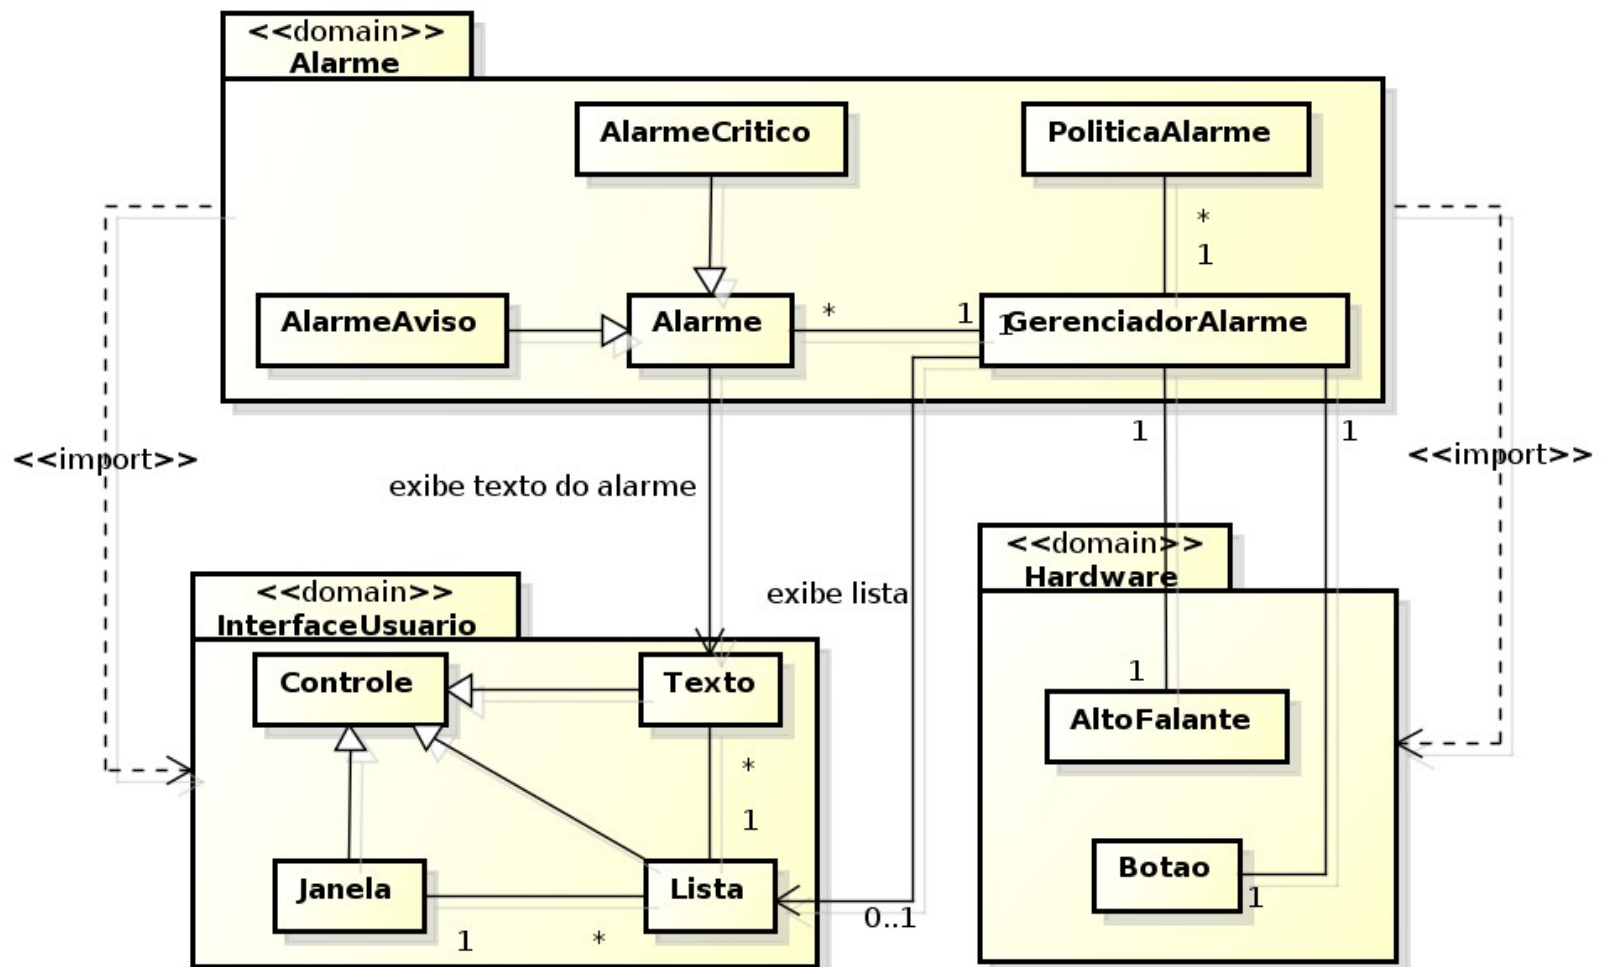 <<domain>>
Alarme
AlarmeCritico
PoliticaAlarme
*
1
AlarmeAviso
Alarme
*
1
1
GerenciadorAlarme
1
1
<<import>>
<<import>>
exibe texto do alarme
<<domain>>
Hardware
exibe lista
<<domain>>
InterfaceUsuario
Controle
Texto
1
AltoFalante
*
1
Janela
Lista
Botao
1
0..1
1
*